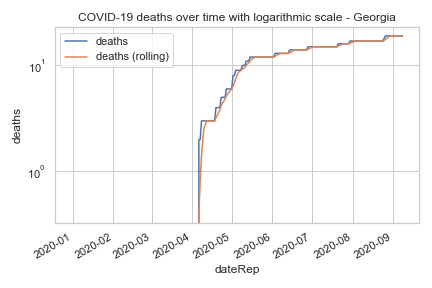 COVID-19 deaths over time with logarithmic scale - Georgia
deaths
deaths (rolling)
10¹
10⁰
deaths
2020-01
2020-02
2020-03
2020-04
2020-05
2020-06
2020-07
2020-08
2020-09
dateRep